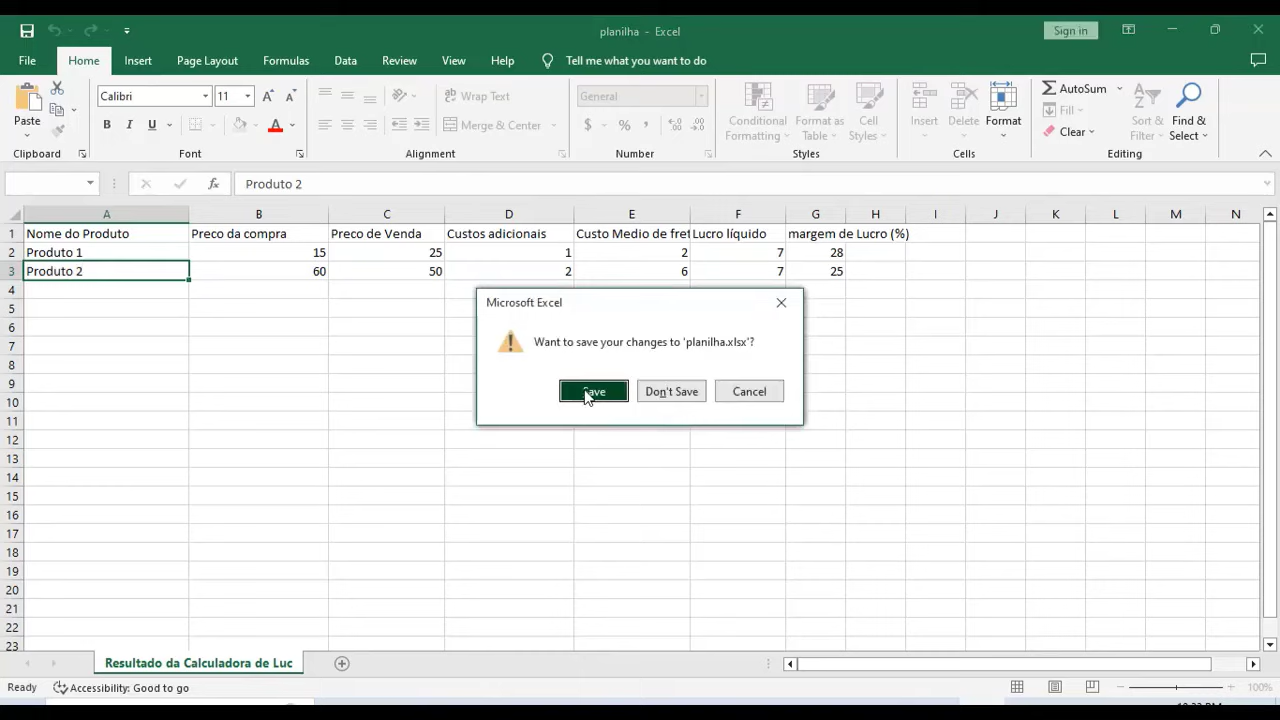 planilha - Excel
Sign in
File Home Insert Page Layout Formulas Data Review View Help Tell me what you want to do
Paste
Clipboard
Calibri 11
B I U A
Font
Wrap Text
Merge & Center
Alignment
General
$ % ,
Number
Conditional Formatting
Format as Table
Cell Styles
Styles
Insert
Delete
Format
Cells
AutoSum
Fill
Clear
Sort & Filter
Find & Select
Editing
fx Produto 2
A B C D E F G H I J K L M N
1 Nome do Produto Preco da compra Preco de Venda Custos adicionais Custo Medio de fret Lucro líquido margem de Lucro (%)
2 Produto 1 15 25 1 2 7 28
3 Produto 2 60 50 2 6 7 25
4
5
6
7
8
9
10
11
12
13
14
15
16
17
18
19
20
21
22
23
Microsoft Excel
Want to save your changes to 'planilha.xlsx'?
Save Don't Save Cancel
Resultado da Calculadora de Luc
Ready Accessibility: Good to go 100%